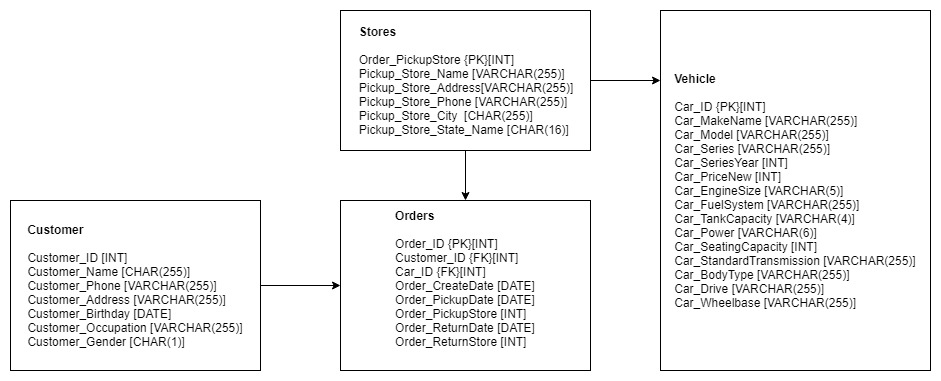 Stores
Order_PickupStore {PK}[INT]
Pickup_Store_Name [VARCHAR(255)]
Pickup_Store_Address[VARCHAR(255)]
Pickup_Store_Phone [VARCHAR(255)]
Pickup_Store_City  [CHAR(255)]
Pickup_Store_State_Name [CHAR(16)]
Vehicle
Car_ID {PK}[INT]
Car_MakeName [VARCHAR(255)]
Car_Model [VARCHAR(255)]
Car_Series [VARCHAR(255)]
Car_SeriesYear [INT]
Car_PriceNew [INT]
Car_EngineSize [VARCHAR(5)]
Car_FuelSystem [VARCHAR(255)]
Car_TankCapacity [VARCHAR(4)]
Car_Power [VARCHAR(6)]
Car_SeatingCapacity [INT]
Car_StandardTransmission [VARCHAR(255)]
Car_BodyType [VARCHAR(255)]
Car_Drive [VARCHAR(255)]
Car_Wheelbase [VARCHAR(255)]
Customer
Customer_ID [INT]
Customer_Name [CHAR(255)]
Customer_Phone [VARCHAR(255)]
Customer_Address [VARCHAR(255)]
Customer_Birthday [DATE]
Customer_Occupation [VARCHAR(255)]
Customer_Gender [CHAR(1)]
Orders
Order_ID {PK}[INT]
Customer_ID {FK}[INT]
Car_ID {FK}[INT]
Order_CreateDate [DATE]
Order_PickupDate [DATE]
Order_PickupStore [INT]
Order_ReturnDate [DATE]
Order_ReturnStore [INT]